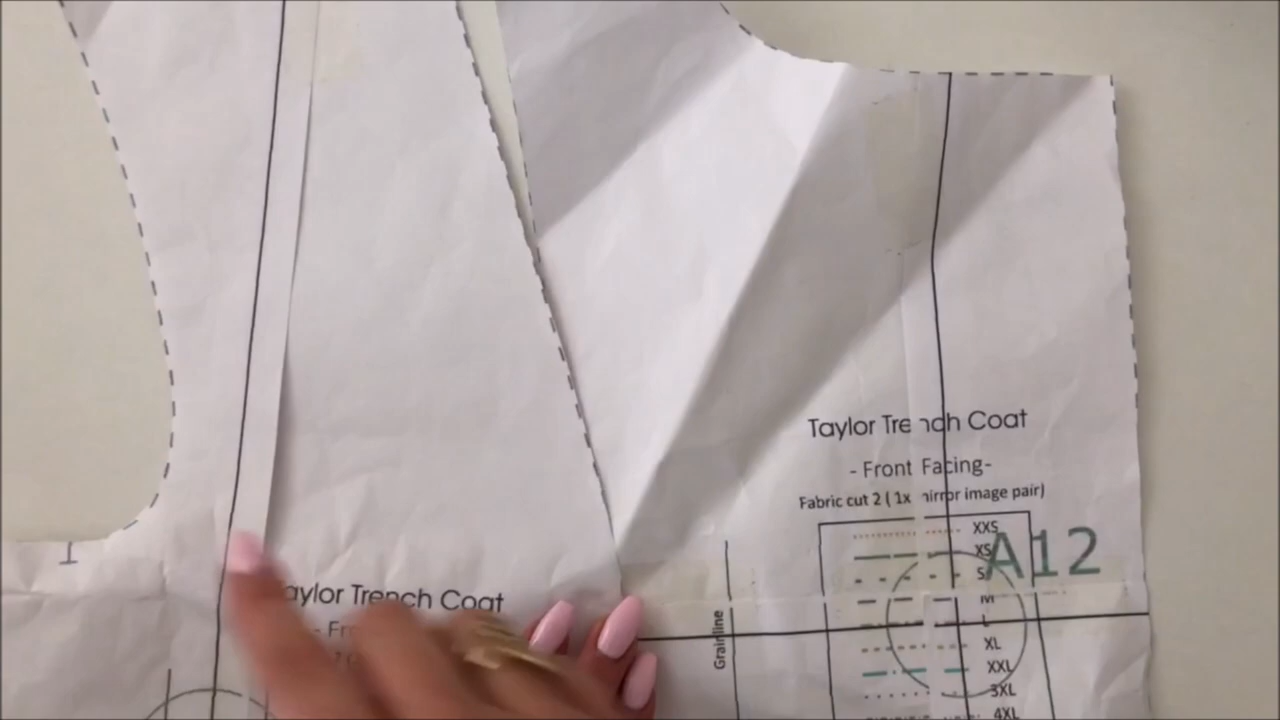 Taylor Trench Coat
- Front Facing-
Fabric cut 2 ( 1x mirror image pair)
XXS
XS
S
M
L
XL
XXL
3XL
4XL
A12
Grainline
Taylor Trench Coat
- Fr